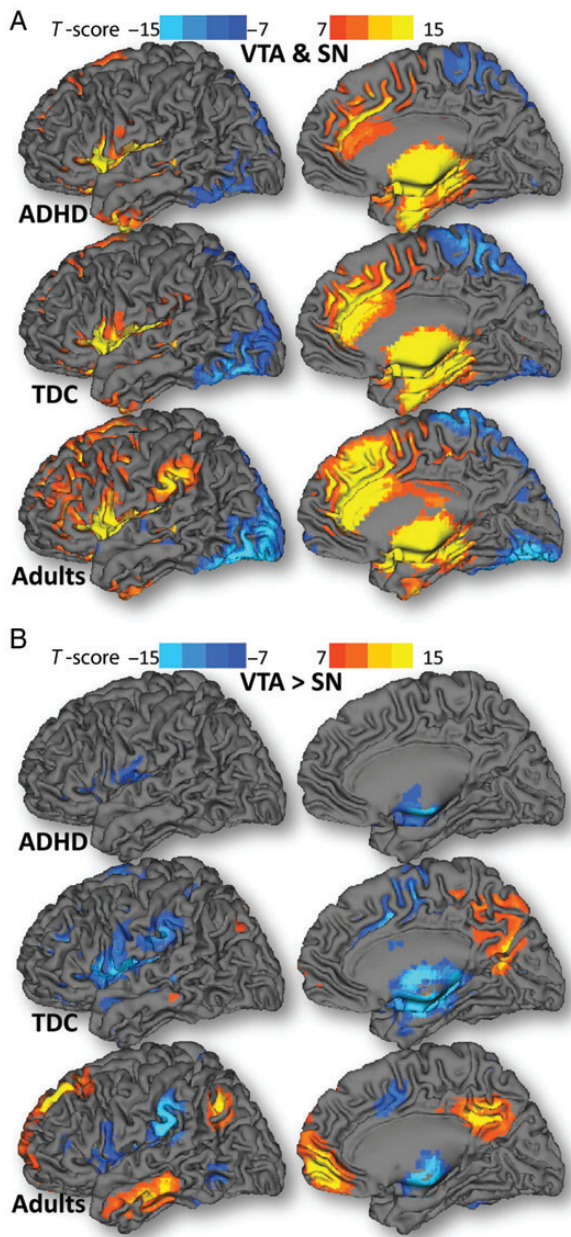 A
T-score −15 −7 7 15
VTA & SN
ADHD
TDC
Adults
B
T-score −15 −7 7 15
VTA > SN
ADHD
TDC
Adults